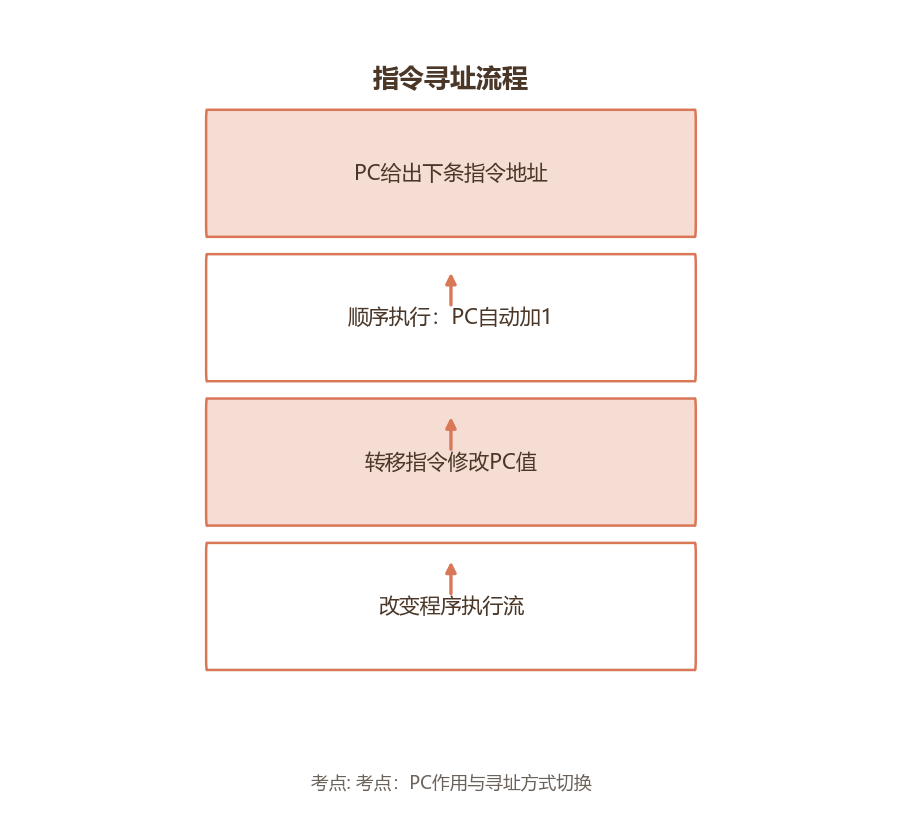 指令寻址流程
PC给出下条指令地址
顺序执行：PC自动加1
转移指令修改PC值
改变程序执行流
考点: 考点：PC作用与寻址方式切换